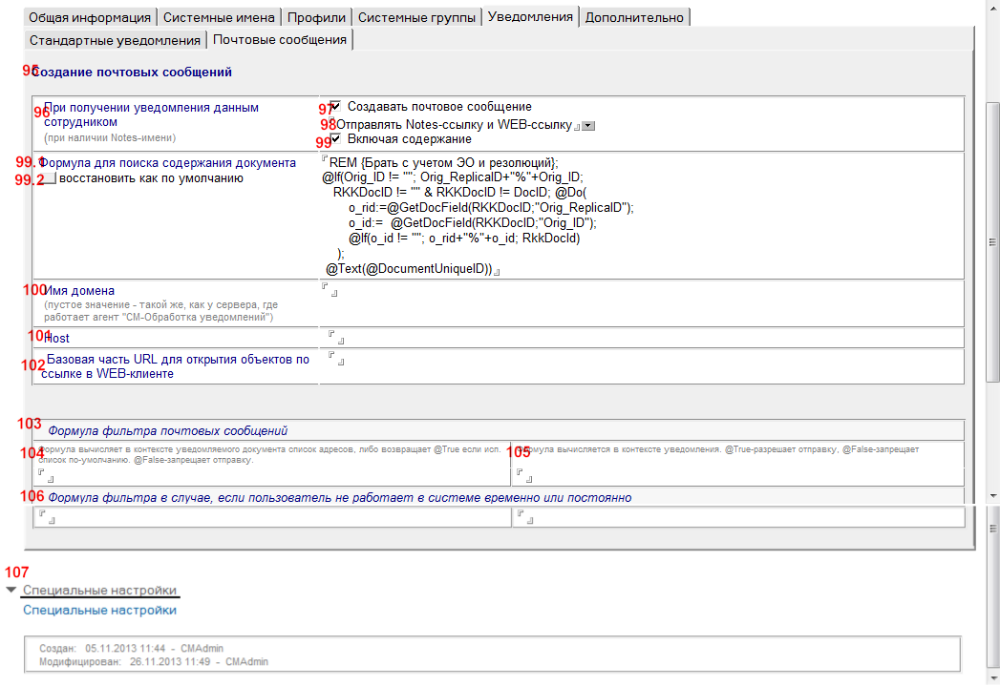 Общая информация Системные имена Профили Системные группы Уведомления Дополнительно
Стандартные уведомления Почтовые сообщения
95 Создание почтовых сообщений
96 При получении уведомления данным
сотрудником
(при наличии Notes-имени)
97 Создавать почтовое сообщение
98 Отправлять Notes-ссылку и WEB-ссылку
99 Включая содержание
99.1 Формула для поиска содержания документа
99.2 восстановить как по умолчанию
REM {Брать с учетом ЭО и резолюций};
@If(Orig_ID != ""; Orig_ReplicaID+"%"+Orig_ID;
RKKDocID != "" & RKKDocID != DocID; @Do(
o_rid:=@GetDocField(RKKDocID;"Orig_ReplicaID");
o_id:= @GetDocField(RKKDocID;"Orig_ID");
@If(o_id != ""; o_rid+"%"+o_id; RkkDocId)
);
@Text(@DocumentUniqueID))
100 Имя домена
(пустое значение - такой же, как у сервера, где
работает агент "СМ-Обработка уведомлений")
101 Host
102 Базовая часть URL для открытия объектов по
ссылке в WEB-клиенте
103 Формула фильтра почтовых сообщений
104 Формула вычисляет в контексте уведомляемого документа список адресов, либо возвращает @True если исп.
список по-умолчанию. @False-запрещает отправку.
105 Формула вычисляется в контексте уведомления. @True-разрешает отправку, @False-запрещает
106 Формула фильтра в случае, если пользователь не работает в системе временно или постоянно
107
Специальные настройки
Специальные настройки
Создан: 05.11.2013 11:44 - CMAdmin
Модифицирован: 26.11.2013 11:49 - CMAdmin